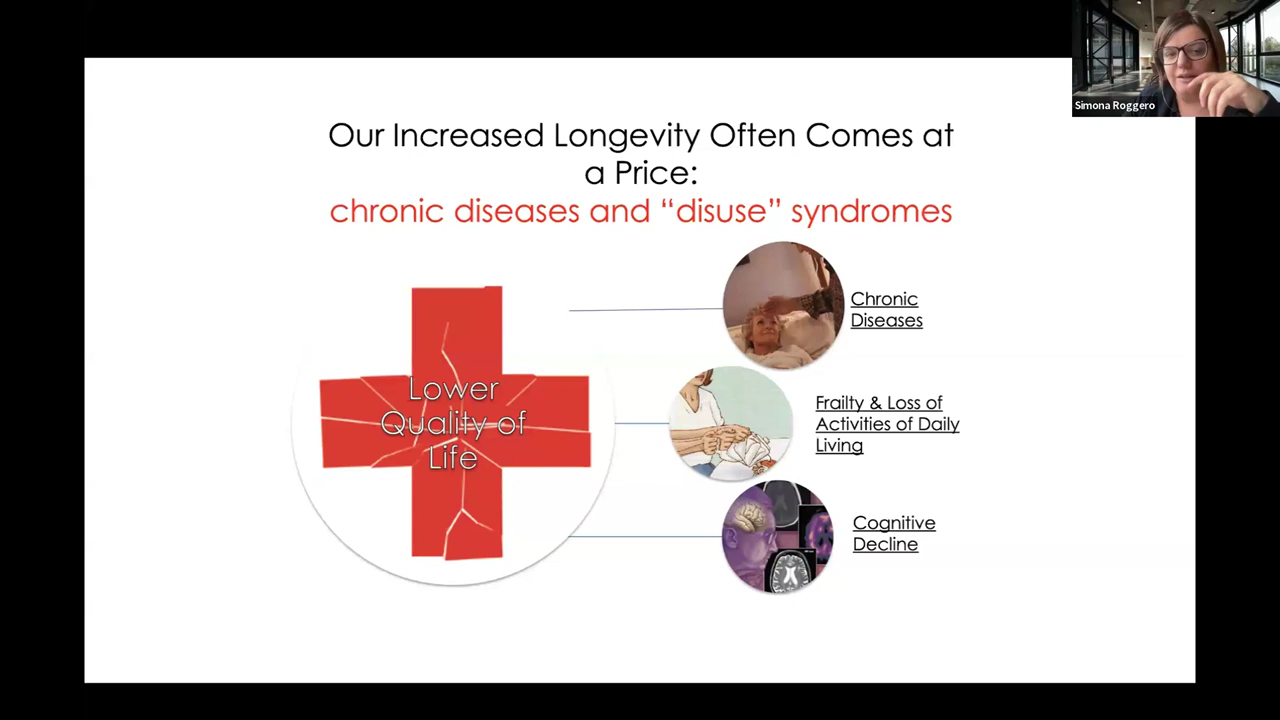 Simona Roggero
Our Increased Longevity Often Comes at
a Price:
chronic diseases and “disuse” syndromes
Lower
Quality of
Life
Chronic
Diseases
Frailty & Loss of
Activities of Daily
Living
Cognitive
Decline